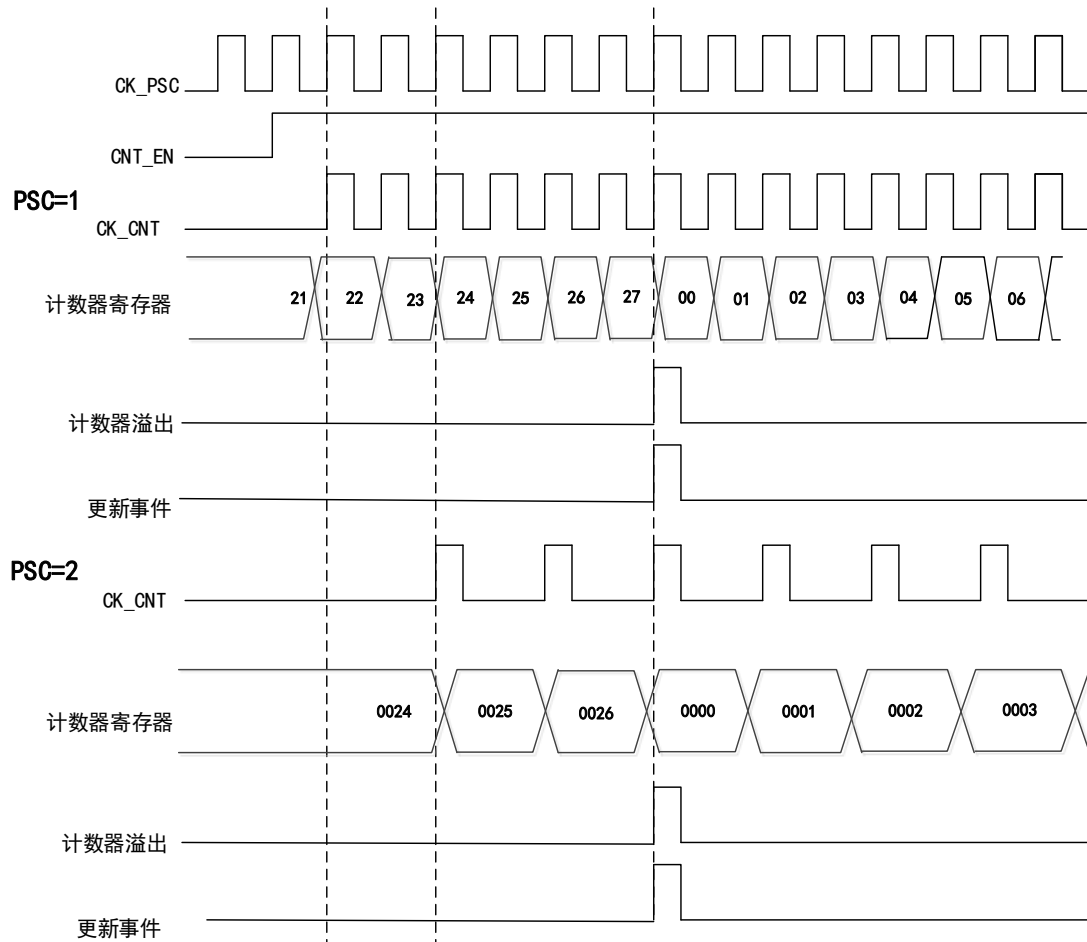 CK_PSC
CNT_EN
PSC=1
CK_CNT
计数器寄存器 21 22 23 24 25 26 27 00 01 02 03 04 05 06
计数器溢出
更新事件
PSC=2
CK_CNT
计数器寄存器 0024 0025 0026 0000 0001 0002 0003
计数器溢出
更新事件